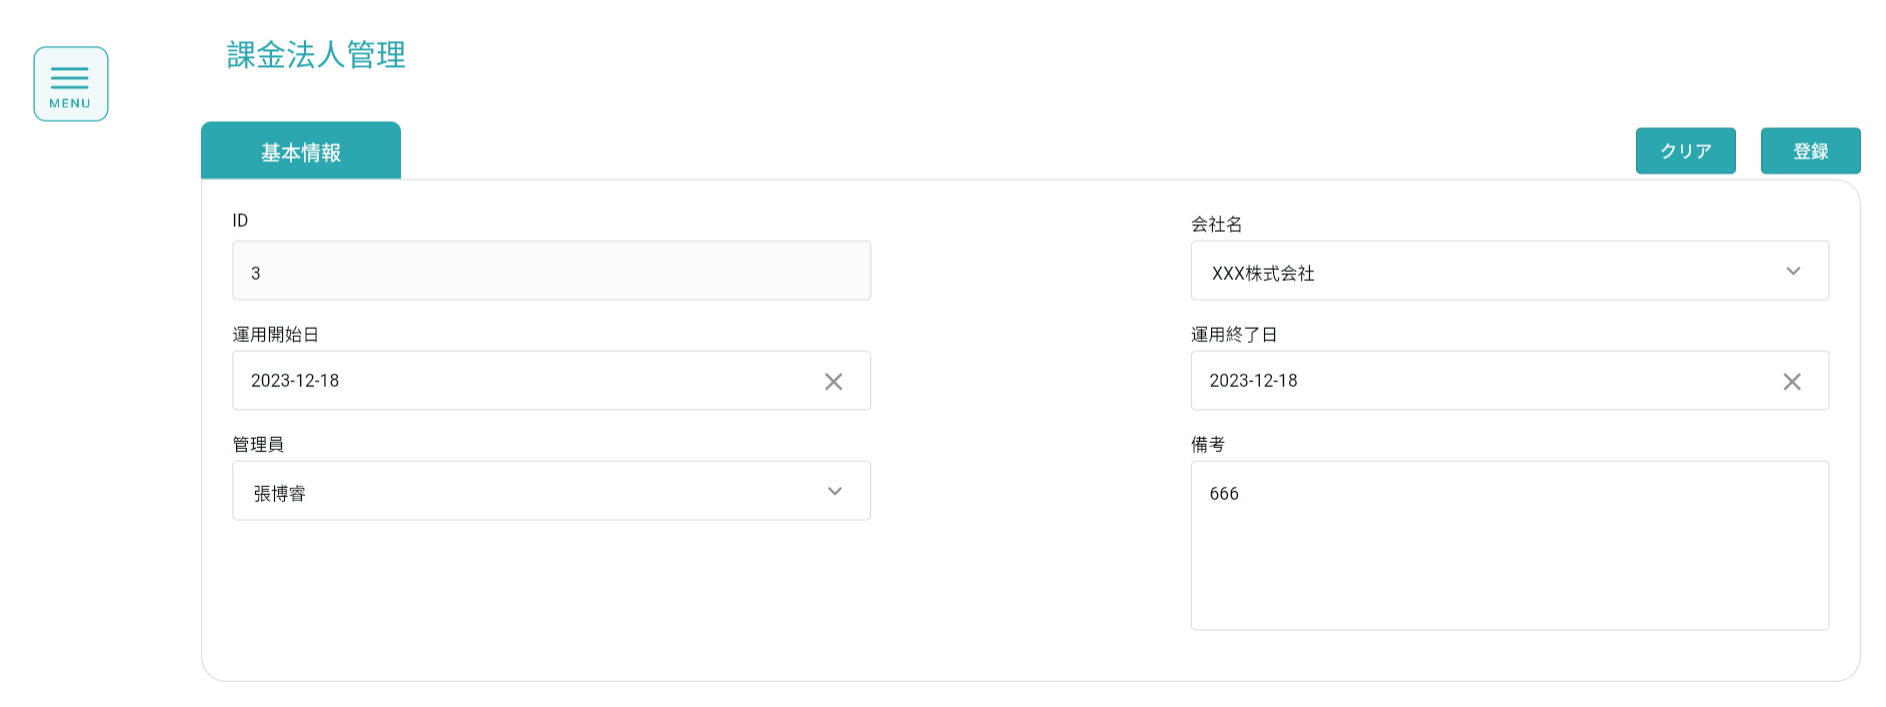 課金法人管理
MENU
基本情報
クリア
登録
ID
会社名
3
XXX株式会社
運用開始日
運用終了日
2023-12-18
2023-12-18
管理員
備考
張博睿
666